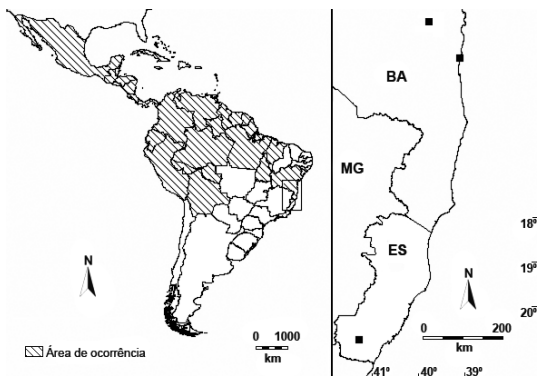 N
Área de ocorrência
0 1000
km
BA
MG
ES
N
18º
19º
20º
0 200
km
41º 40º 39º